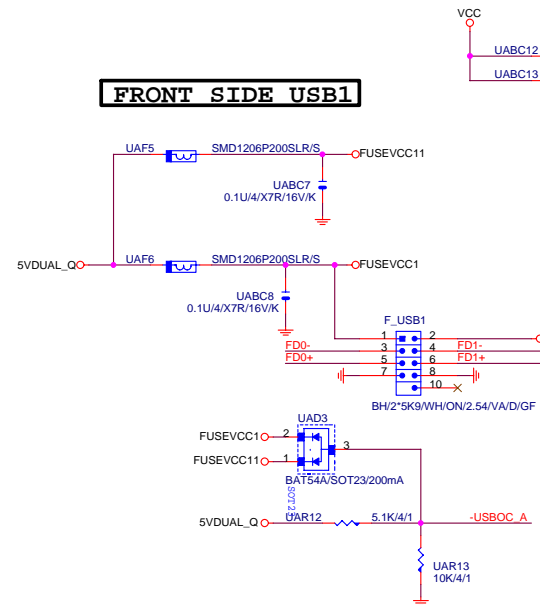 VCC
UABC12
UABC13
FRONT SIDE USB1
UAF5 SMD1206P200SLR/S FUSEVCC11
UABC7
0.1U/4/X7R/16V/K
5VDUAL_Q UAF6 SMD1206P200SLR/S FUSEVCC1
UABC8
0.1U/4/X7R/16V/K
F_USB1
1 2
FD0- 3 4 FD1-
FD0+ 5 6 FD1+
7 8
10
BH/2*5K9/WH/ON/2.54/VA/D/GF
UAD3
FUSEVCC1 2
3
FUSEVCC11 1
BAT54A/SOT23/200mA
5VDUAL_Q UAR12 5.1K/4/1 -USBOC_A
UAR13
10K/4/1